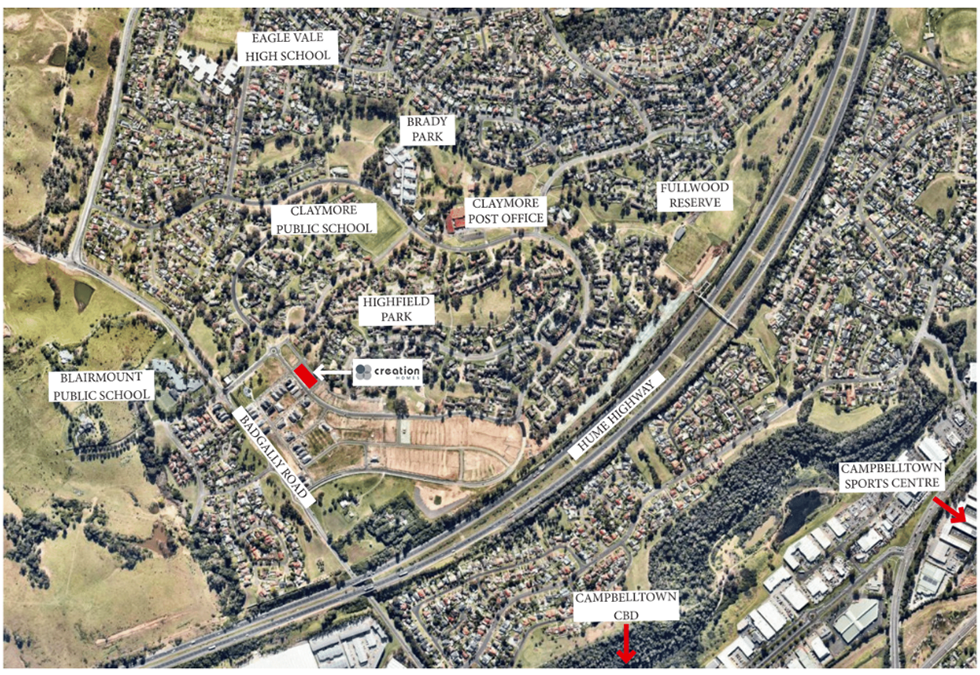 EAGLE VALE
HIGH SCHOOL
BRADY
PARK
FULLWOOD
RESERVE
CLAYMORE
PUBLIC SCHOOL
CLAYMORE
POST OFFICE
HIGHFIELD
PARK
creation
HOMES
BLAIRMOUNT
PUBLIC SCHOOL
BADGALLY ROAD
HUME HIGHWAY
CAMPBELLTOWN
SPORTS CENTRE
CAMPBELLTOWN
CBD